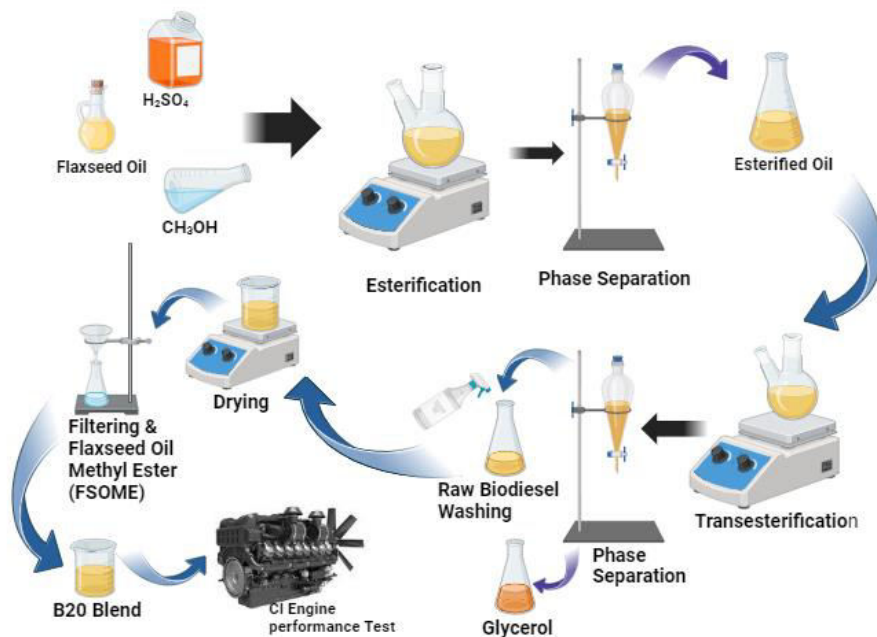 H₂SO₄
Flaxseed Oil
CH₃OH
Esterification
Phase Separation
Esterified Oil
Transesterification
Phase
Separation
Glycerol
Raw Biodesel
Washing
Drying
Filtering &
Flaxseed Oil
Methyl Ester
(FSOME)
B20 Blend
CI Engine
performance Test